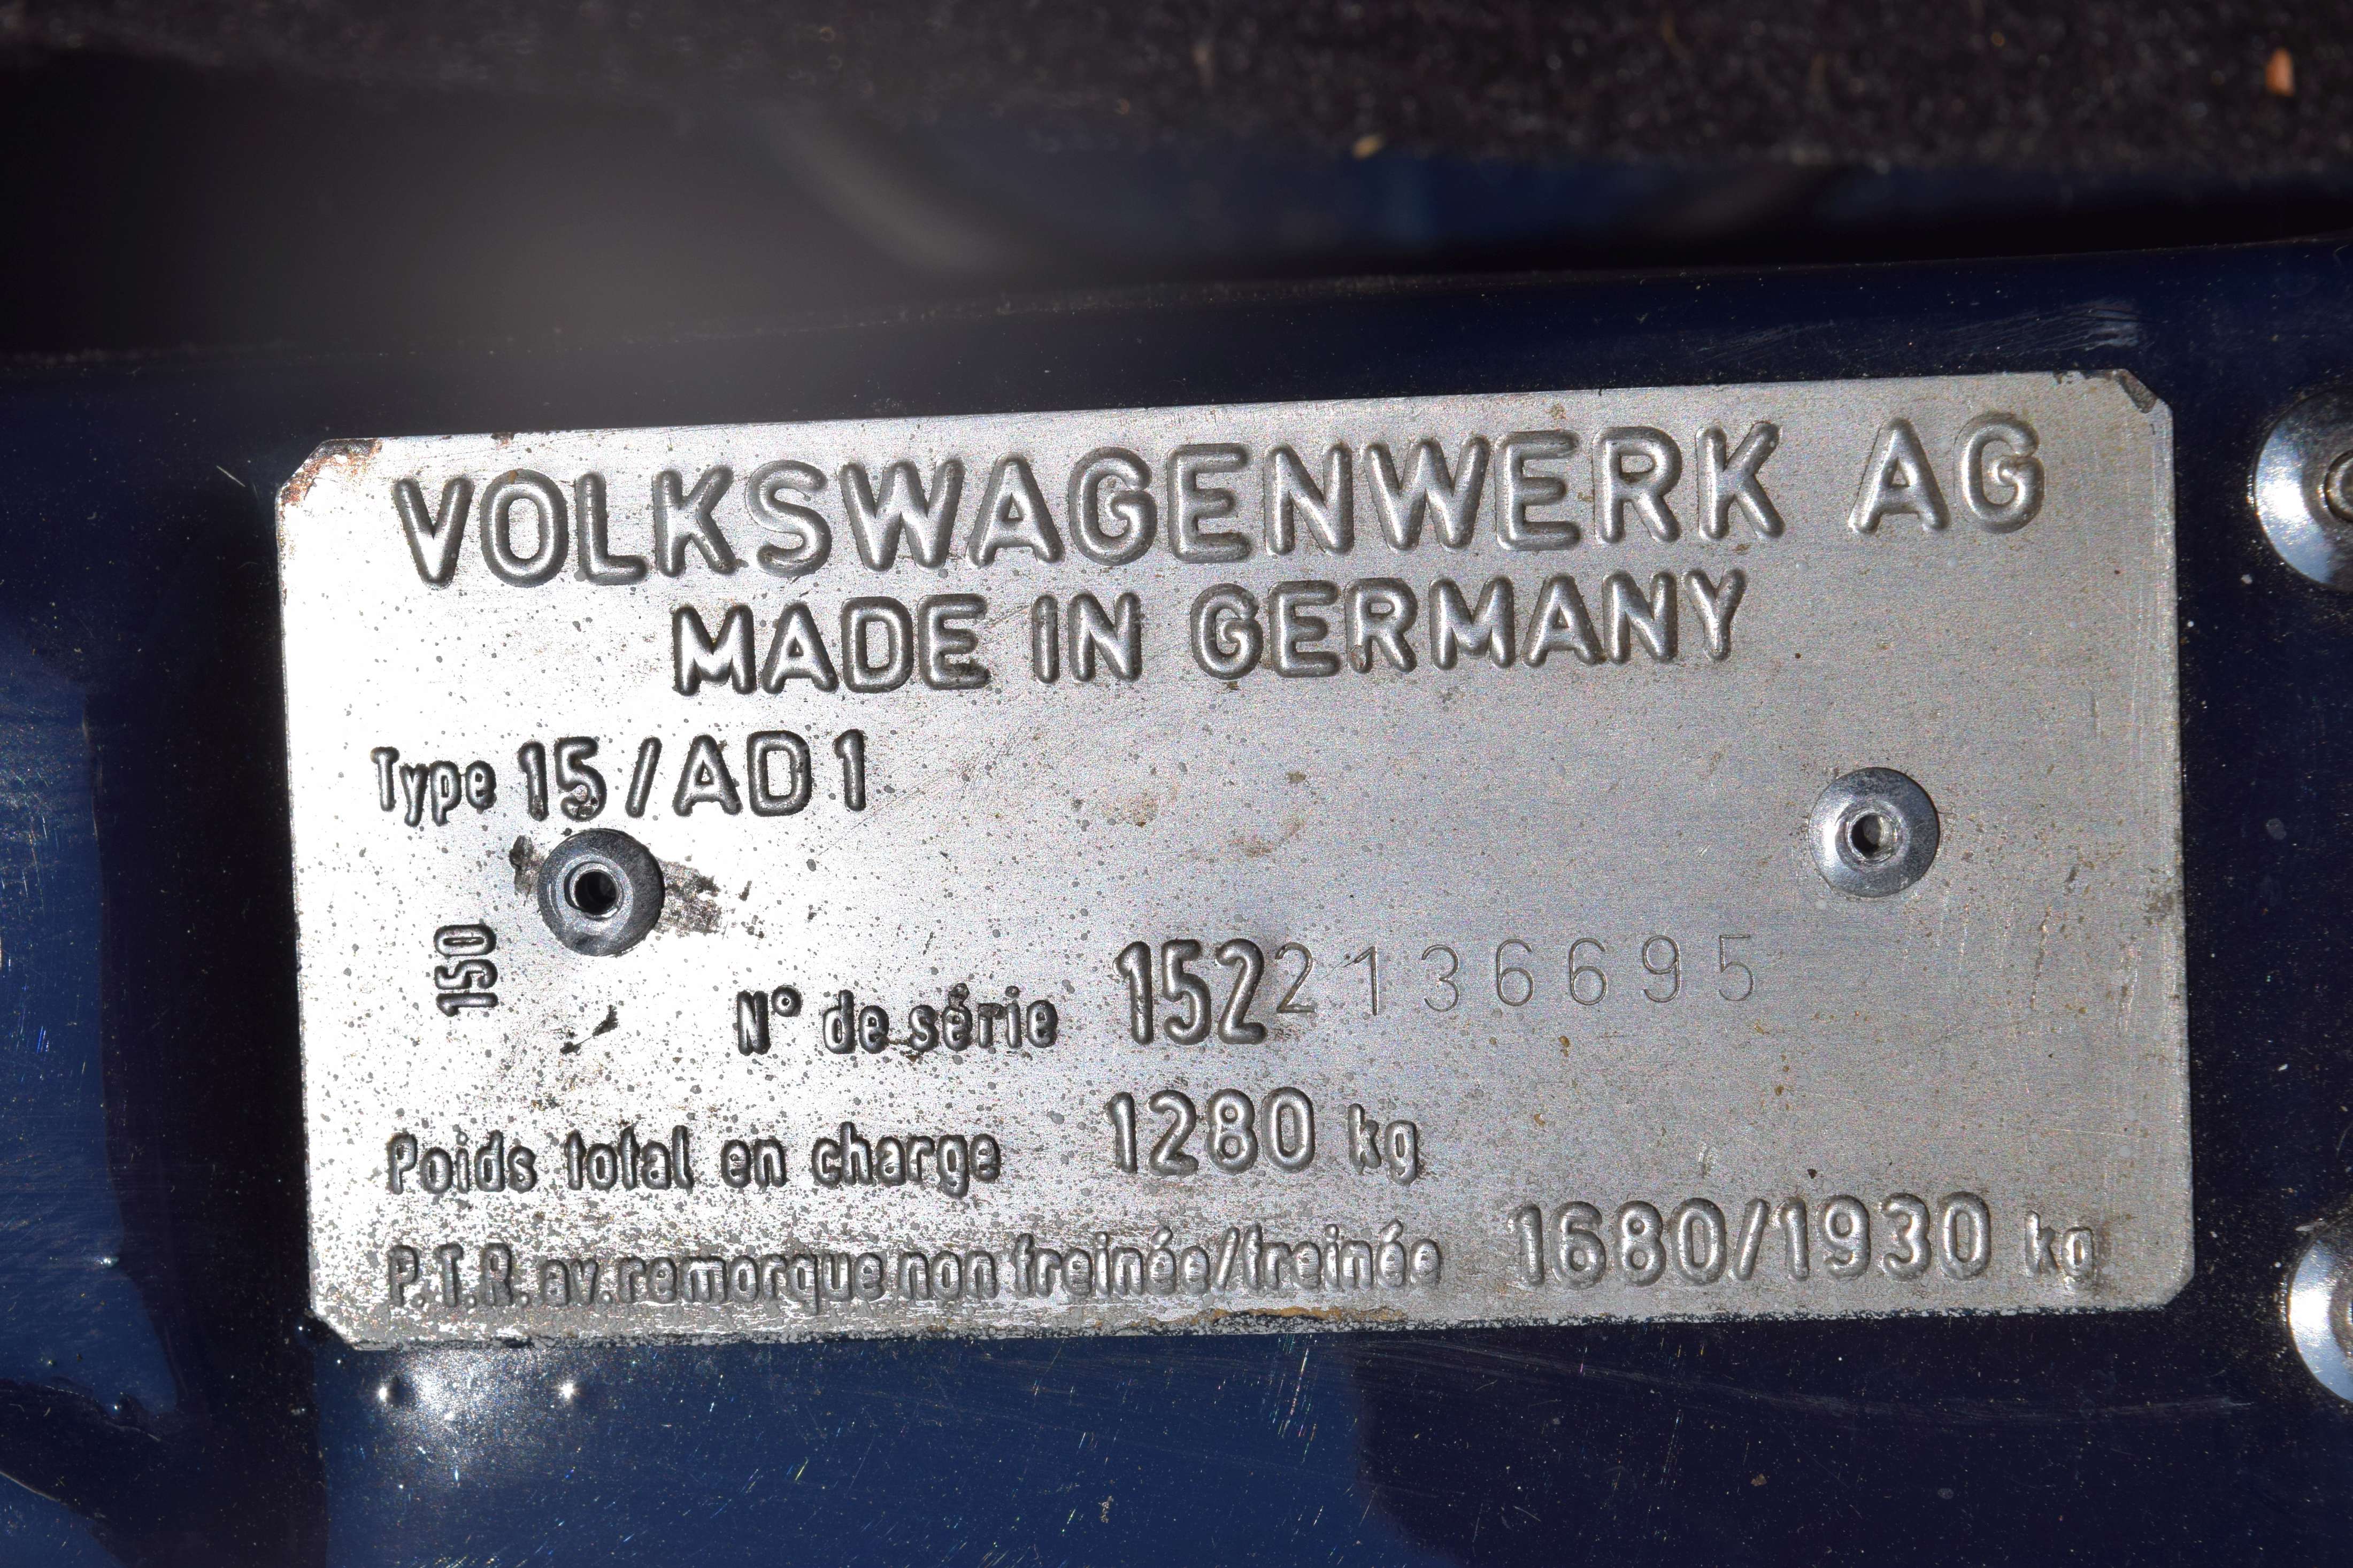 VOLKSWAGENWERK AG
MADE IN GERMANY
Type 15/AD1
150
N° de série 1522136695
Poids total en charge 1280 kg
P.T.R. av. remorque non freinée/freinée 1680/1930 kg